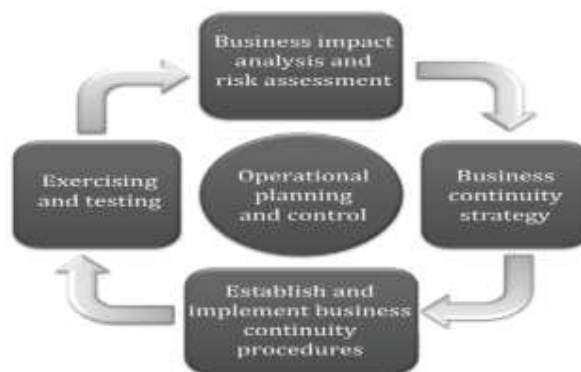 Business impact
analysis and
risk assessment
Exercising
and testing
Operational
planning
and control
Business
continuity
strategy
Establish and
implement business
continuity
procedures